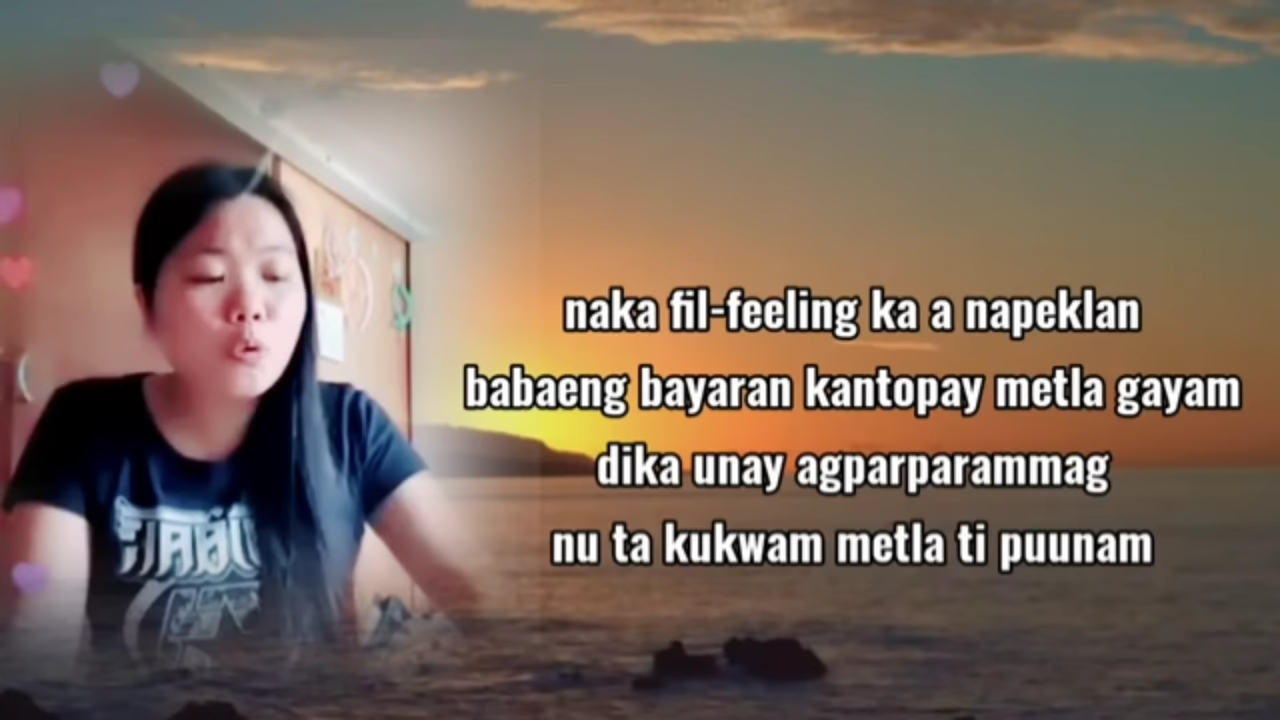 naka fil-feeling ka a napeklan
babaeng bayaran kantopay metla gayam
dika unay agparparammag
nu ta kukwam metla ti puunam